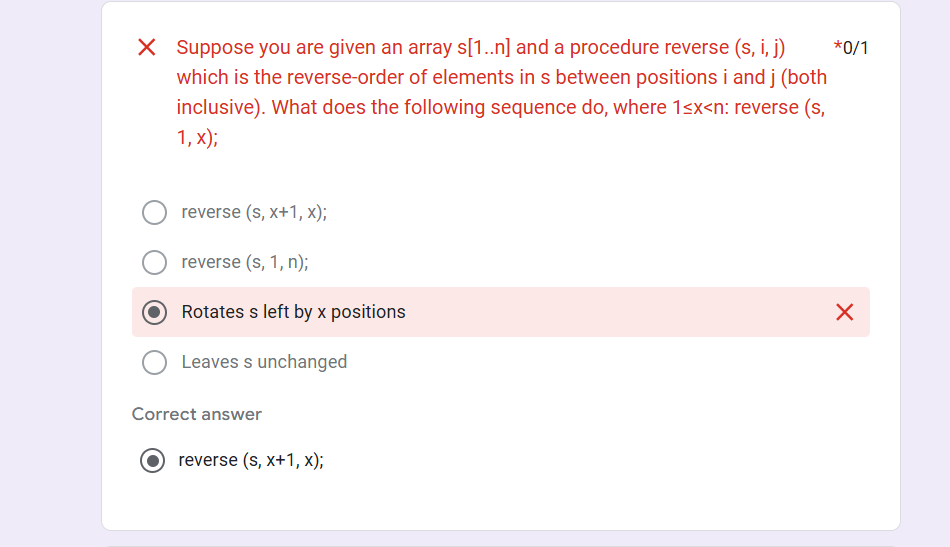 Suppose you are given an array s[1..n] and a procedure reverse (s, i, j) *0/1
which is the reverse-order of elements in s between positions i and j (both
inclusive). What does the following sequence do, where 1≤x<n: reverse (s,
1, x);
reverse (s, x+1, x);
reverse (s, 1, n);
Rotates s left by x positions
Leaves s unchanged
Correct answer
reverse (s, x+1, x);